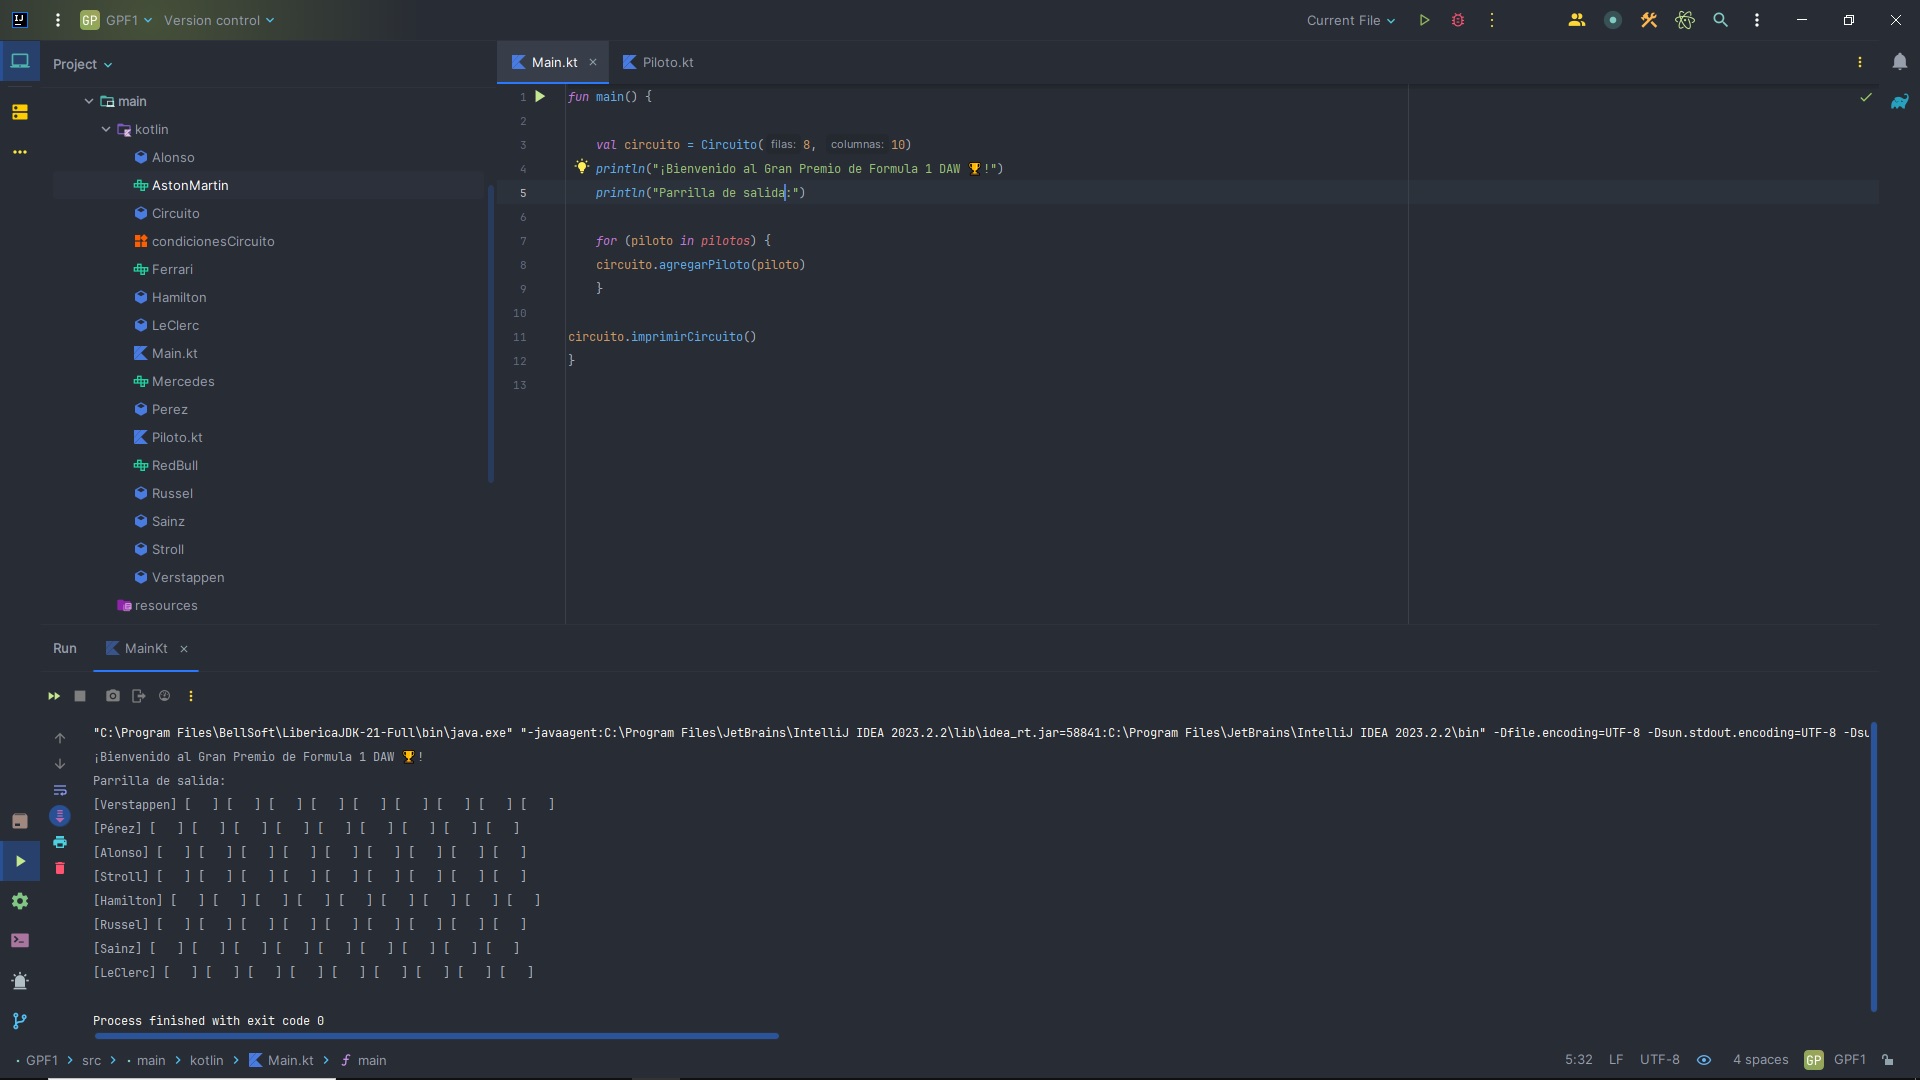 GP GPF1 Version control Current File
Project
Main.kt Piloto.kt
main
kotlin
Alonso
AstonMartin
Circuito
condicionesCircuito
Ferrari
Hamilton
LeClerc
Main.kt
Mercedes
Perez
Piloto.kt
RedBull
Russel
Sainz
Stroll
Verstappen
resources
1 fun main() {
2
3 val circuito = Circuito( filas: 8, columnas: 10)
4 println("¡Bienvenido al Gran Premio de Formula 1 DAW 🏆!")
5 println("Parrilla de salida:")
6
7 for (piloto in pilotos) {
8 circuito.agregarPiloto(piloto)
9 }
10
11 circuito.imprimirCircuito()
12 }
13
Run MainKt
"C:\Program Files\BellSoft\LibericaJDK-21-Full\bin\java.exe" "-javaagent:C:\Program Files\JetBrains\IntelliJ IDEA 2023.2.2\lib\idea_rt.jar=58841:C:\Program Files\JetBrains\IntelliJ IDEA 2023.2.2\bin" -Dfile.encoding=UTF-8 -Dsun.stdout.encoding=UTF-8 -Dsu
¡Bienvenido al Gran Premio de Formula 1 DAW 🏆!
Parrilla de salida:
[Verstappen] [   ] [   ] [   ] [   ] [   ] [   ] [   ] [   ] [   ]
[Pérez] [   ] [   ] [   ] [   ] [   ] [   ] [   ] [   ] [   ]
[Alonso] [   ] [   ] [   ] [   ] [   ] [   ] [   ] [   ] [   ]
[Stroll] [   ] [   ] [   ] [   ] [   ] [   ] [   ] [   ] [   ]
[Hamilton] [   ] [   ] [   ] [   ] [   ] [   ] [   ] [   ] [   ]
[Russel] [   ] [   ] [   ] [   ] [   ] [   ] [   ] [   ] [   ]
[Sainz] [   ] [   ] [   ] [   ] [   ] [   ] [   ] [   ] [   ]
[LeClerc] [   ] [   ] [   ] [   ] [   ] [   ] [   ] [   ] [   ]
Process finished with exit code 0
GPF1 > src > main > kotlin > Main.kt > main 5:32 LF UTF-8 4 spaces GP GPF1